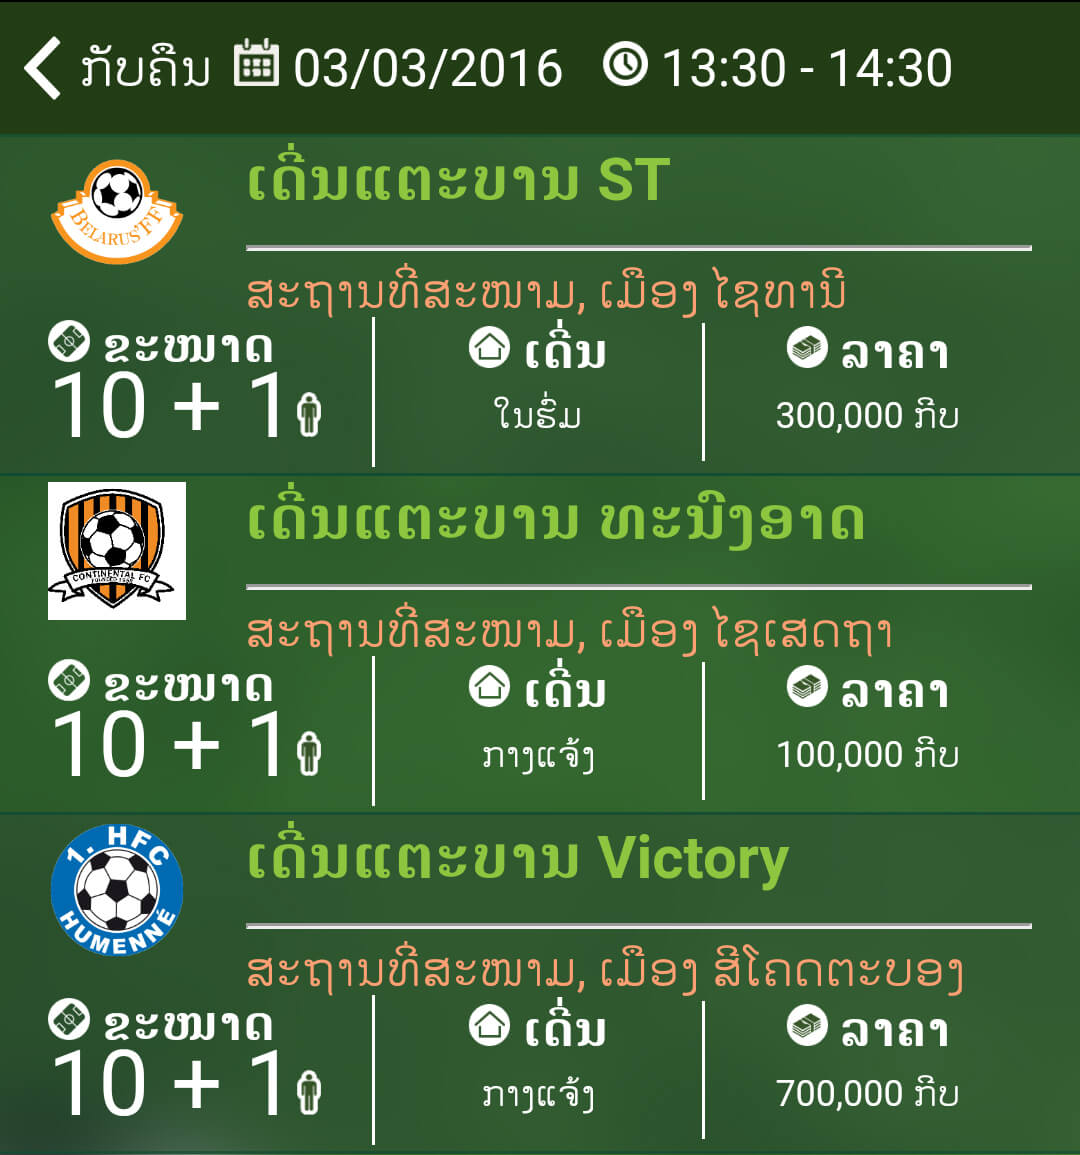 ກັບຄືນ 03/03/2016 13:30 - 14:30
ເດີ່ນແຕະບານ ST
BELARUS'FF
ສະຖານທີ່ສະໜາມ, ເມືອງ ໄຊທານີ
ຂະໜາດ ເດີ່ນ ລາຄາ
10 + 1 ໃນຮົ່ມ 300,000 ກີບ
ເດີ່ນແຕະບານ ທະນົງອາດ
CONTINENTAL FC
ສະຖານທີ່ສະໜາມ, ເມືອງ ໄຊເສດຖາ
ຂະໜາດ ເດີ່ນ ລາຄາ
10 + 1 ກາງແຈ້ງ 100,000 ກີບ
1. HFC
ເດີ່ນແຕະບານ Victory
HUMENNÉ
ສະຖານທີ່ສະໜາມ, ເມືອງ ສີໂຄດຕະບອງ
ຂະໜາດ ເດີ່ນ ລາຄາ
10 + 1 ກາງແຈ້ງ 700,000 ກີບ